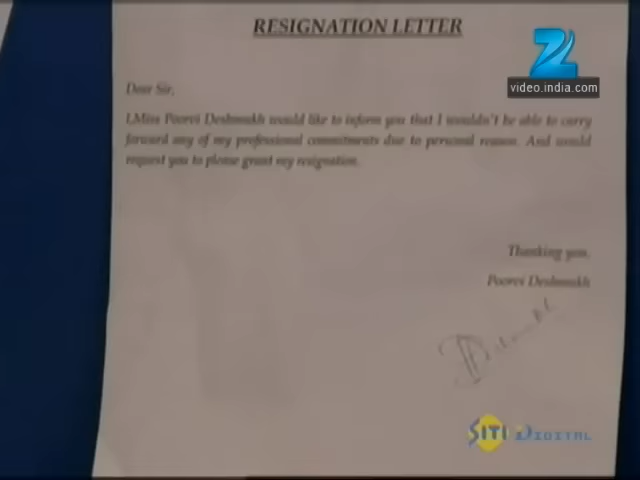 RESIGNATION LETTER
video.india.com
Dear Sir,
I,Miss Poorvi Deshmukh would like to inform you that I wouldn't be able to carry
forward any of my professional commitments due to personal reason. And would
request you to please grant my resignation.
Thanking you.
Poorvi Deshmukh
SITI DIGITAL